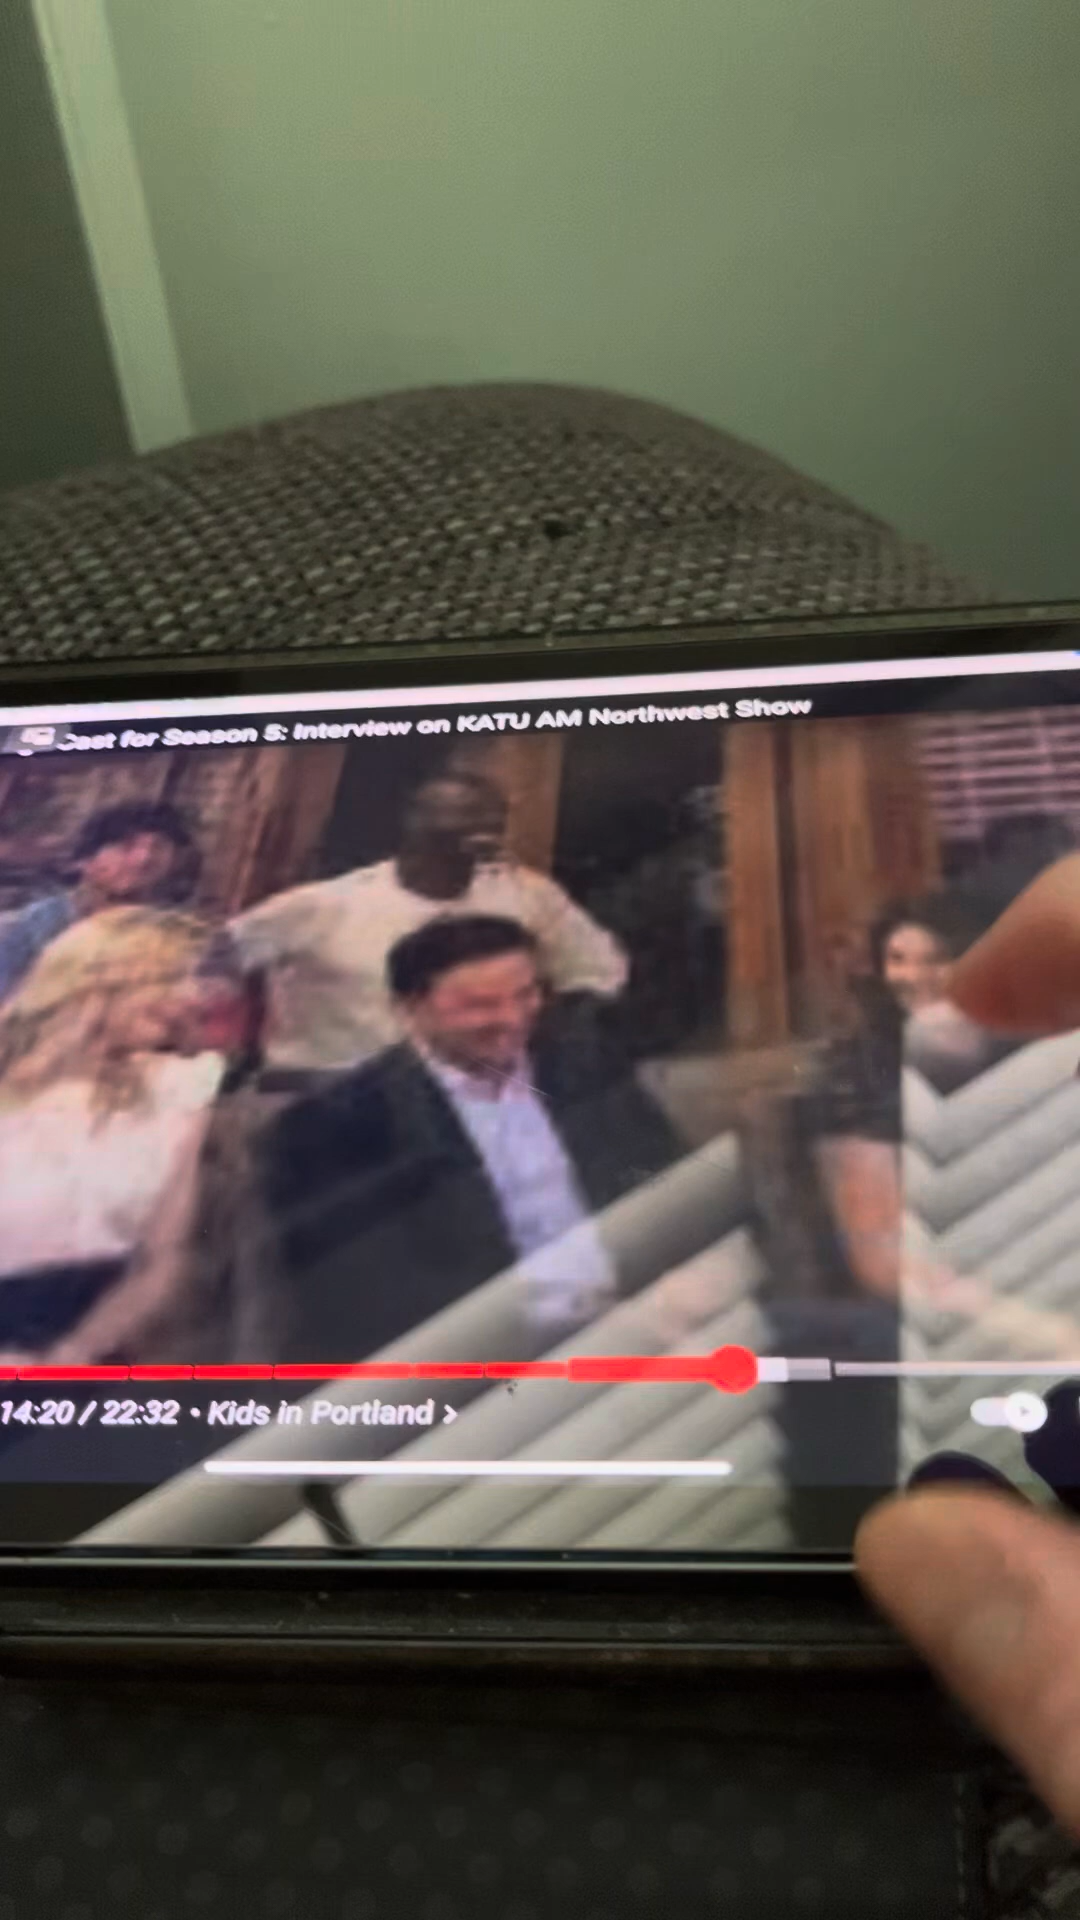 Cast for Season 5: Interview on KATU AM Northwest Show
14:20 / 22:32 • Kids in Portland >